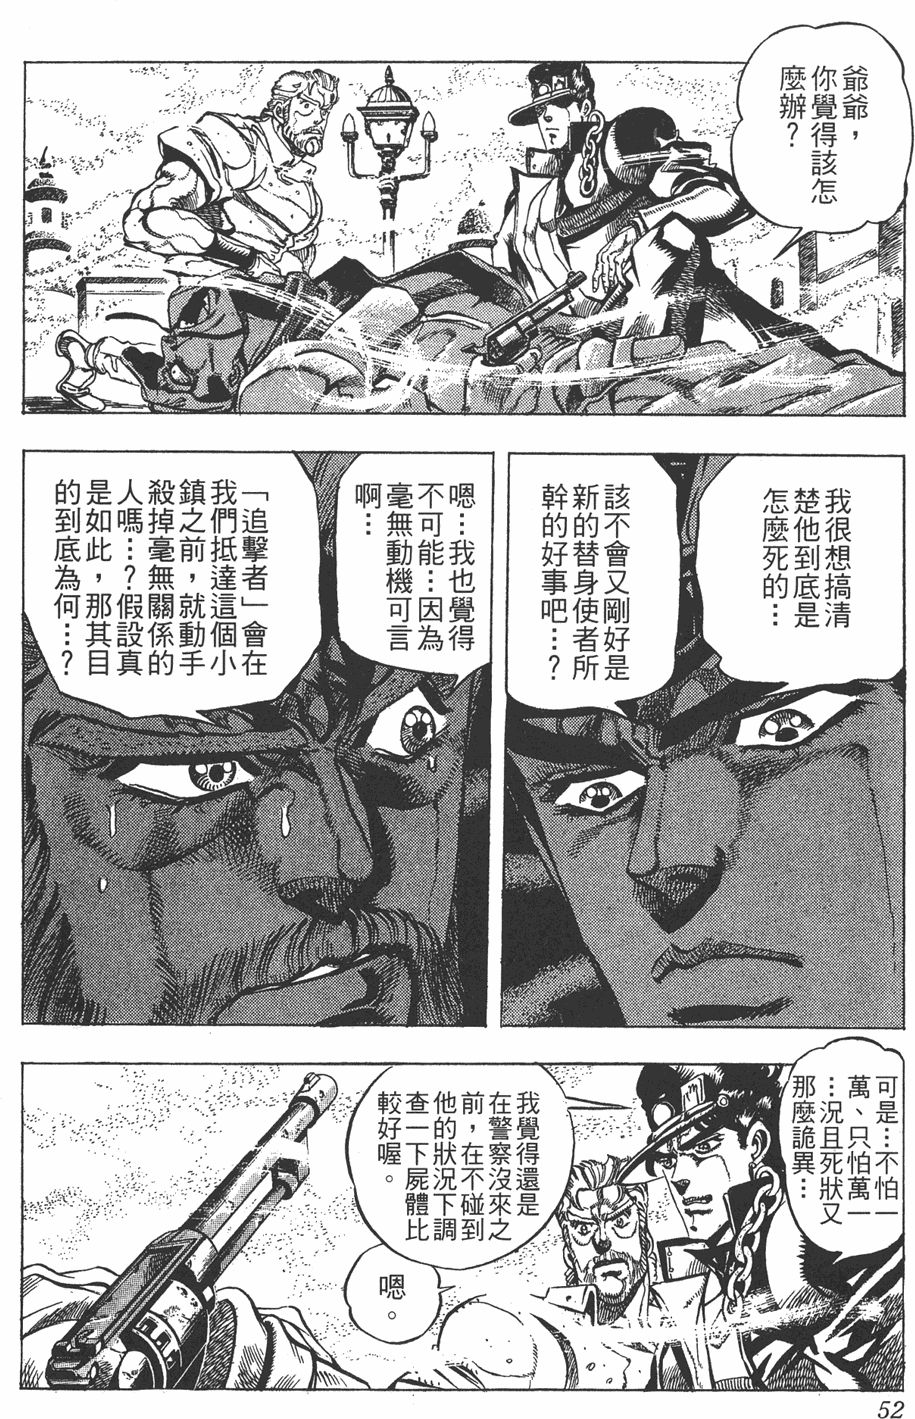 爺爺，
你覺得該怎
麼辦？
我很想搞清
楚他到底是
怎麼死的…
該不會又剛好是
新的替身使者所
幹的好事吧…？
嗯…我也覺得
不可能…因為
毫無動機可言
啊…
「追擊者」會在
我們抵達這個小
鎮之前，就動手
殺掉毫無關係的
人嗎…？假設真
是如此，那其目
的到底為何…？
可是…不怕一
萬、只怕萬一
…況且死狀又
那麼詭異…
我覺得還是
在警察沒來之
前，在不碰到
他的狀況下調
查一下屍體比
較好喔。
嗯。
52